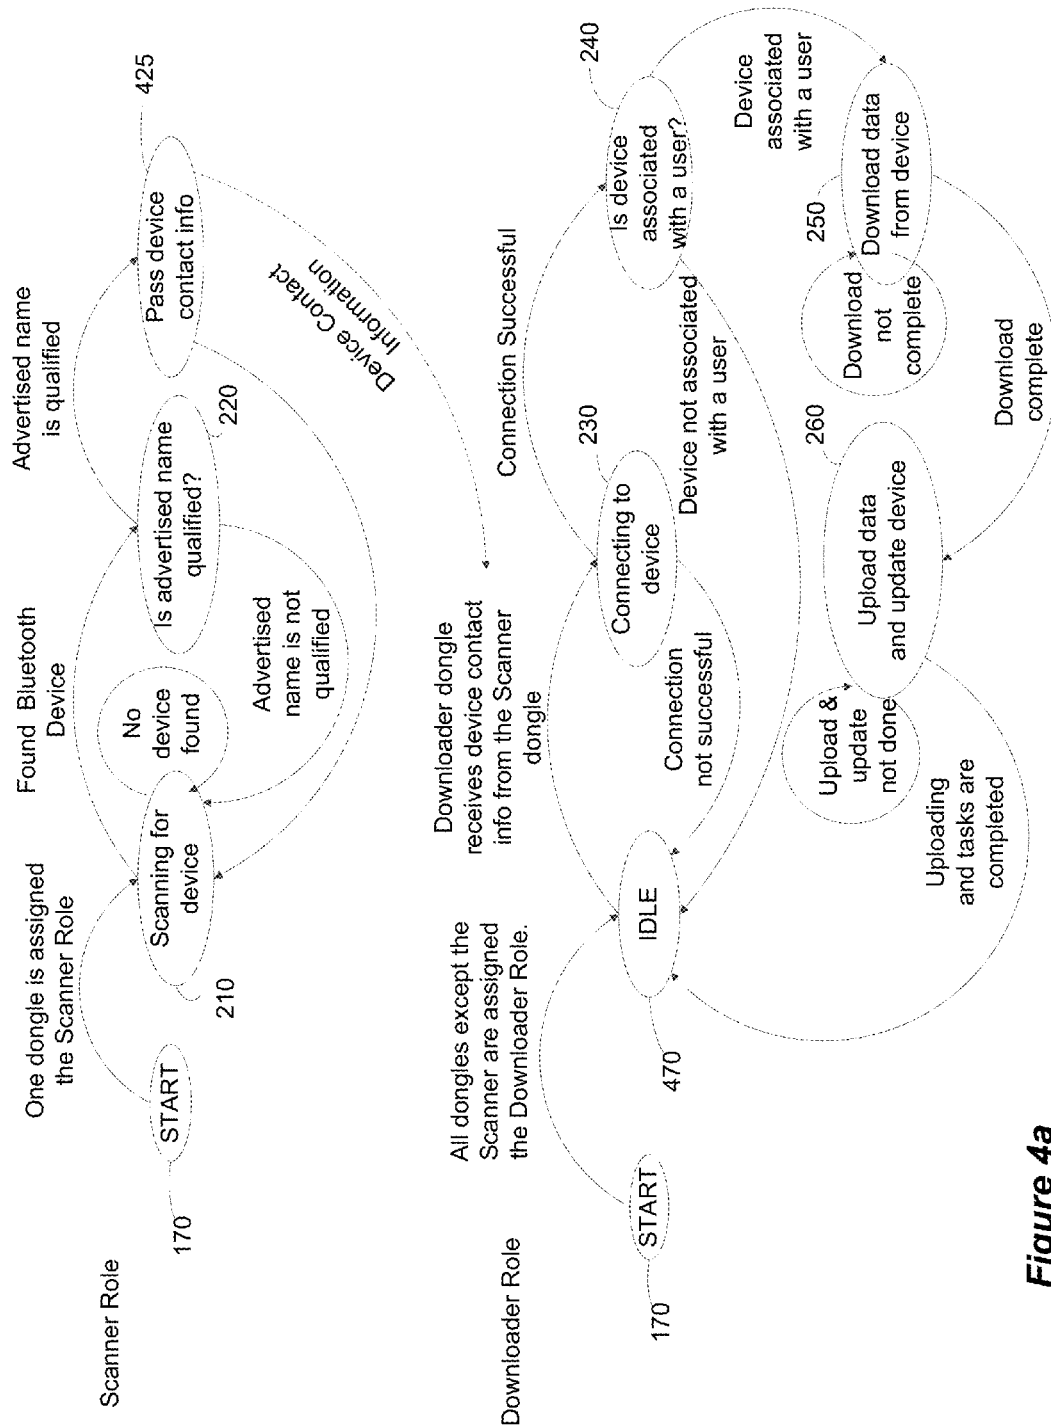 Scanner Role
170
START
One dongle is assigned
the Scanner Role
210
Scanning for
device
No
device
found
Found Bluetooth
Device
Is advertised name
qualified?
220
Advertised
name is not
qualified
Advertised name
is qualified
Pass device
contact info
425
Device Contact
Information
Downloader Role
170
START
All dongles except the
Scanner are assigned
the Downloader Role.
470
IDLE
Downloader dongle
receives device contact
info from the Scanner
dongle
Connecting to
device
230
Connection
not successful
Connection Successful
Is device
associated
with a user?
240
Device not associated
with a user
Device
associated
with a user
250
Download data
from device
Download
not
complete
Download
complete
260
Upload data
and update device
Upload &
update
not done
Uploading
and tasks are
completed
Figure 4a